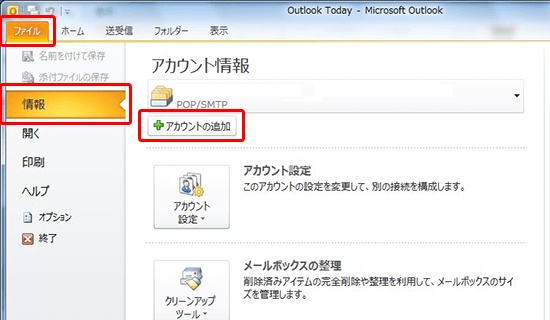 Outlook Today - Microsoft Outlook
ファイル ホーム 送受信 フォルダー 表示
名前を付けて保存
添付ファイルの保存
情報
開く
印刷
ヘルプ
オプション
終了
アカウント情報
POP/SMTP
アカウントの追加
アカウント
設定
アカウント設定
このアカウントの設定を変更して、別の接続を構成します。
クリーンアップ
ツール
メールボックスの整理
削除済みアイテムの完全削除や整理を利用して、メールボックスのサイ
ズを管理します。